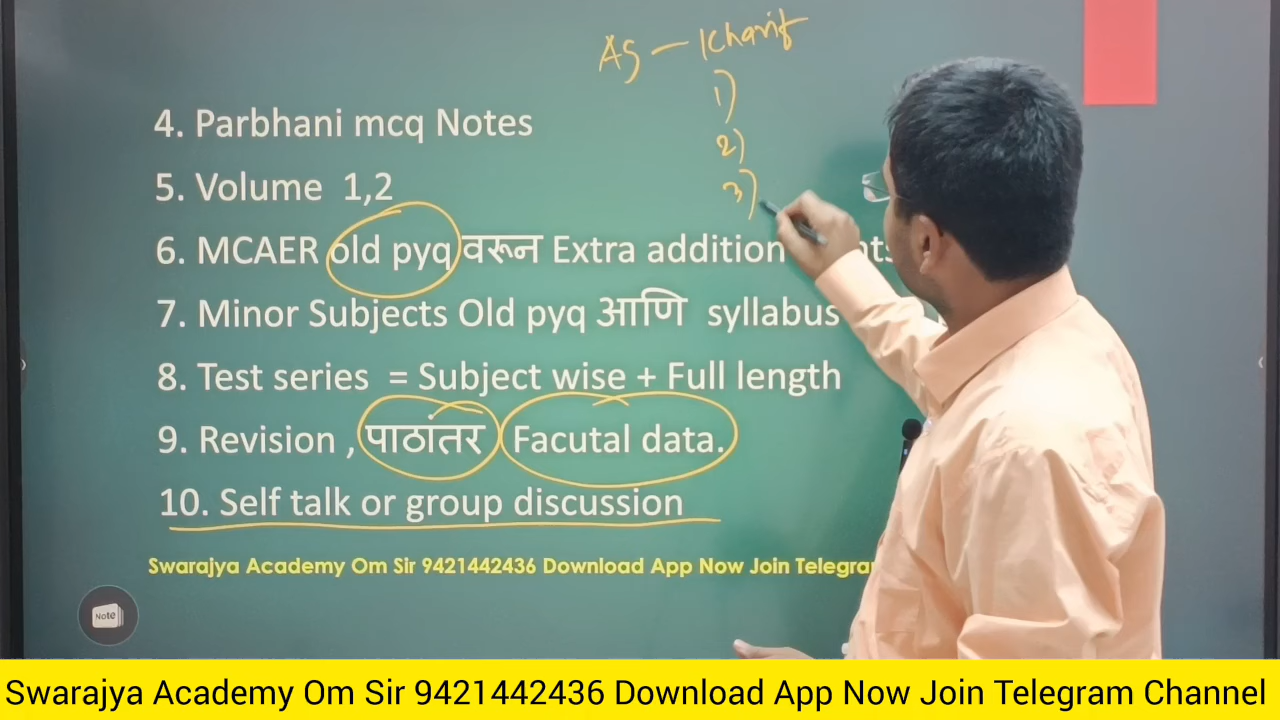 Ag - Kharif
1)
2)
3)
4. Parbhani mcq Notes
5. Volume 1,2
6. MCAER old pyq वरून Extra addition
7. Minor Subjects Old pyq आणि syllabus
8. Test series = Subject wise + Full length
9. Revision , पाठांतर Facutal data.
10. Self talk or group discussion
Swarajya Academy Om Sir 9421442436 Download App Now Join
Note
Swarajya Academy Om Sir 9421442436 Download App Now Join Telegram Channel